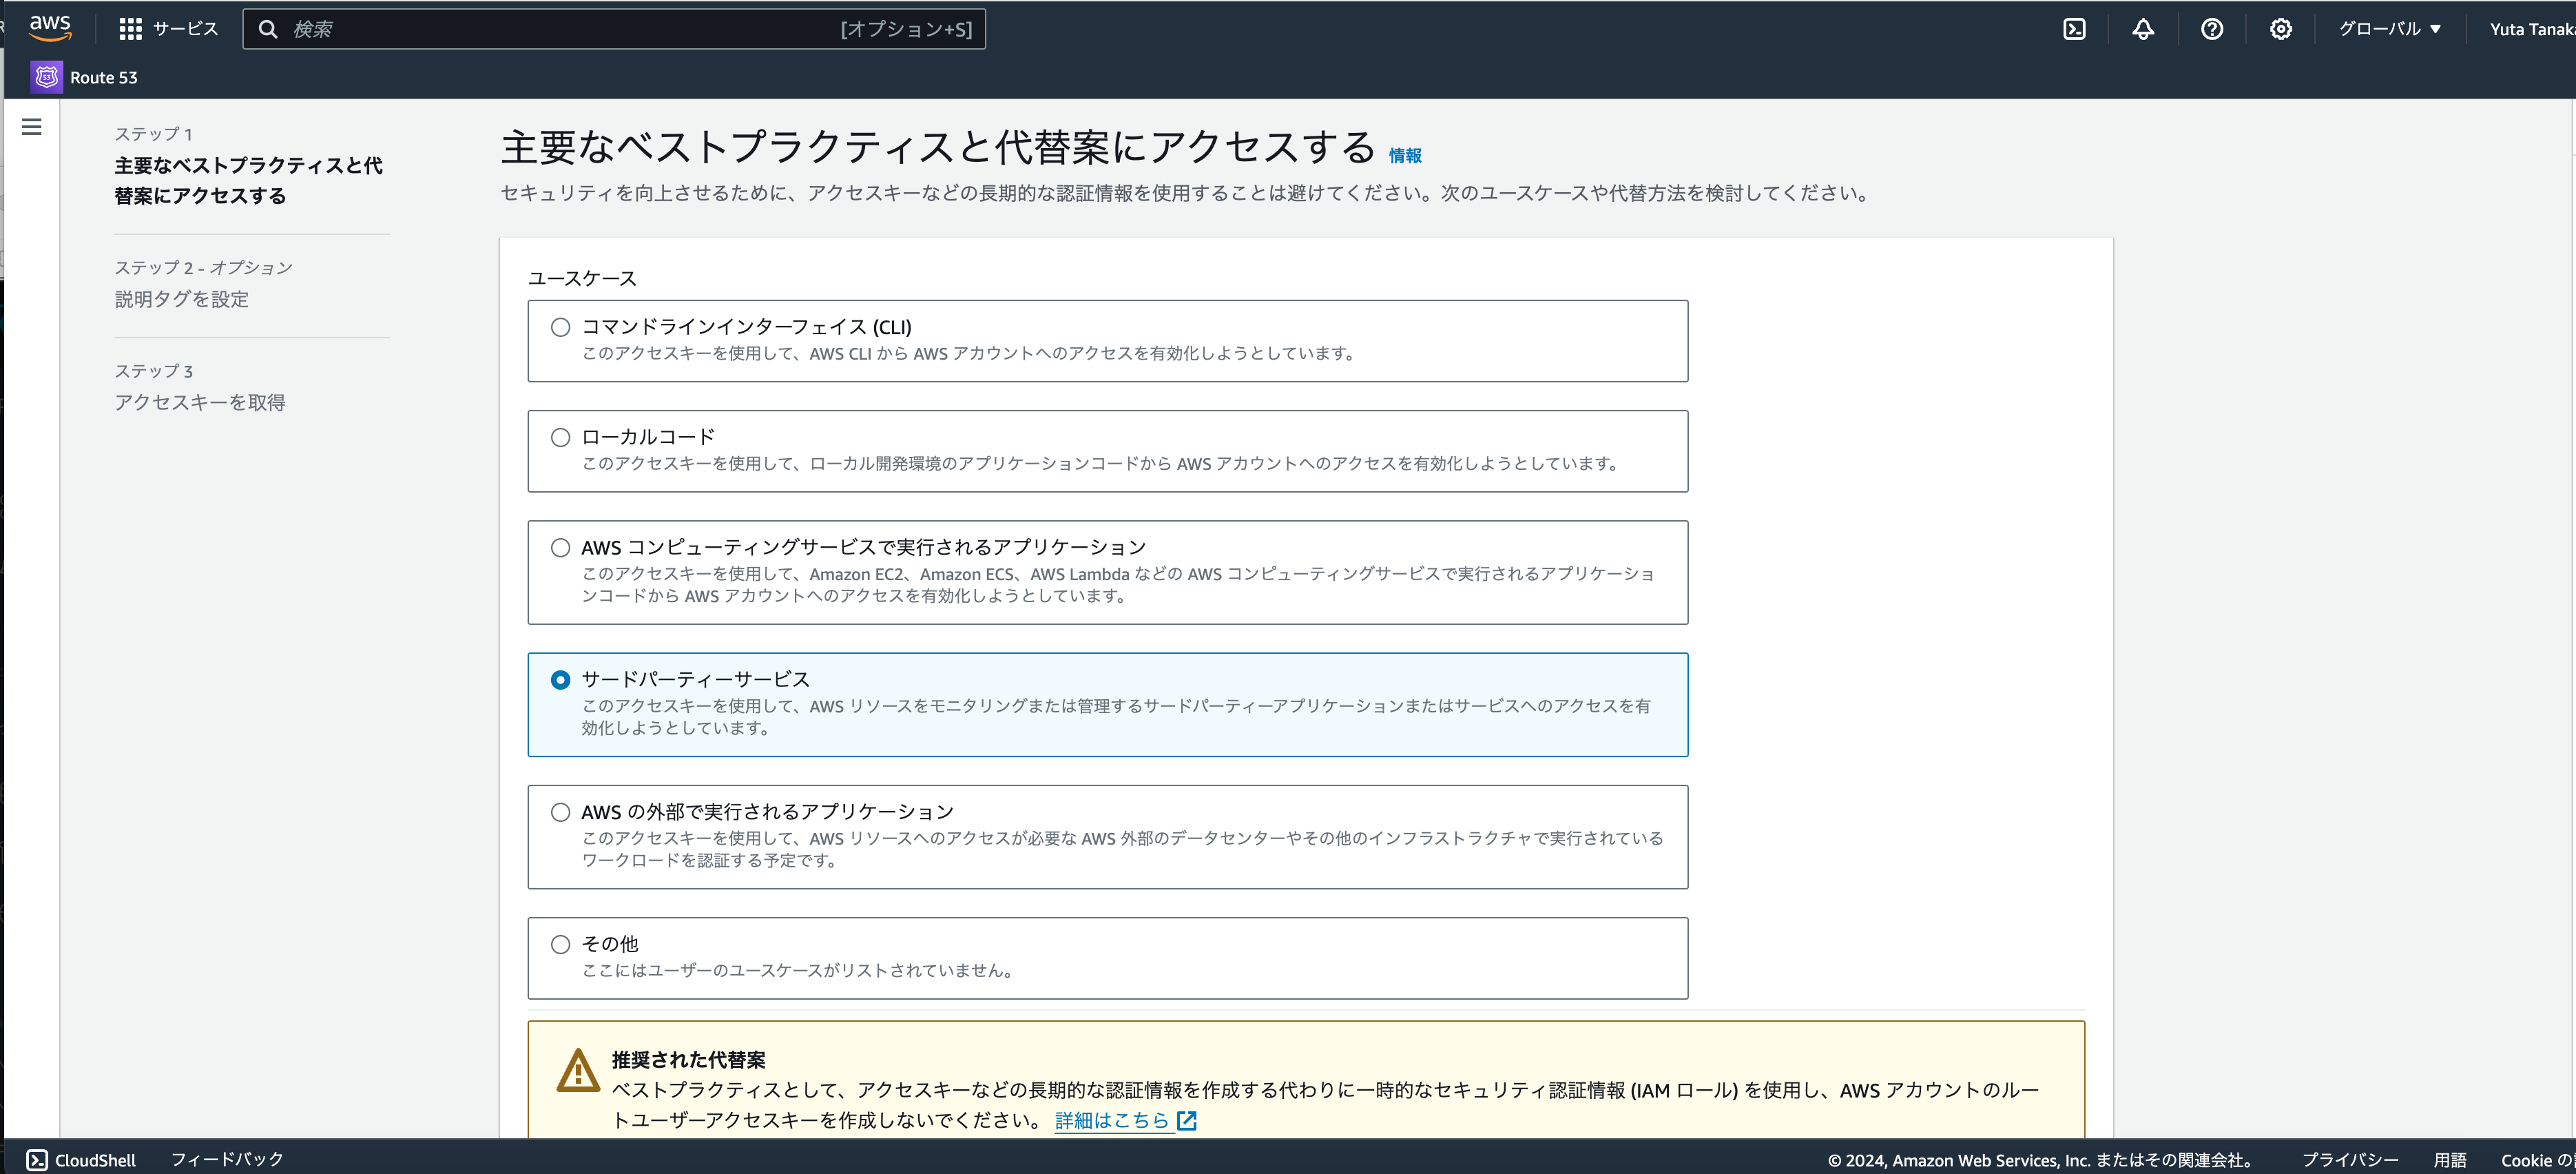 aws
サービス
検索
[オプション+S]
グローバル ▼
Yuta Tanaka
Route 53
ステップ 1
主要なベストプラクティスと代
替案にアクセスする
ステップ 2 - オプション
説明タグを設定
ステップ 3
アクセスキーを取得
主要なベストプラクティスと代替案にアクセスする 情報
セキュリティを向上させるために、アクセスキーなどの長期的な認証情報を使用することは避けてください。次のユースケースや代替方法を検討してください。
ユースケース
コマンドラインインターフェイス (CLI)
このアクセスキーを使用して、AWS CLI から AWS アカウントへのアクセスを有効化しようとしています。
ローカルコード
このアクセスキーを使用して、ローカル開発環境のアプリケーションコードから AWS アカウントへのアクセスを有効化しようとしています。
AWS コンピューティングサービスで実行されるアプリケーション
このアクセスキーを使用して、Amazon EC2、Amazon ECS、AWS Lambda などの AWS コンピューティングサービスで実行されるアプリケーショ
ンコードから AWS アカウントへのアクセスを有効化しようとしています。
サードパーティーサービス
このアクセスキーを使用して、AWS リソースをモニタリングまたは管理するサードパーティーアプリケーションまたはサービスへのアクセスを有
効化しようとしています。
AWS の外部で実行されるアプリケーション
このアクセスキーを使用して、AWS リソースへのアクセスが必要な AWS 外部のデータセンターやその他のインフラストラクチャで実行されている
ワークロードを認証する予定です。
その他
ここにはユーザーのユースケースがリストされていません。
推奨された代替案
ベストプラクティスとして、アクセスキーなどの長期的な認証情報を作成する代わりに一時的なセキュリティ認証情報 (IAM ロール) を使用し、AWS アカウントのルー
トユーザーアクセスキーを作成しないでください。 詳細はこちら
CloudShell
フィードバック
© 2024, Amazon Web Services, Inc. またはその関連会社。
プライバシー
用語
Cookie の